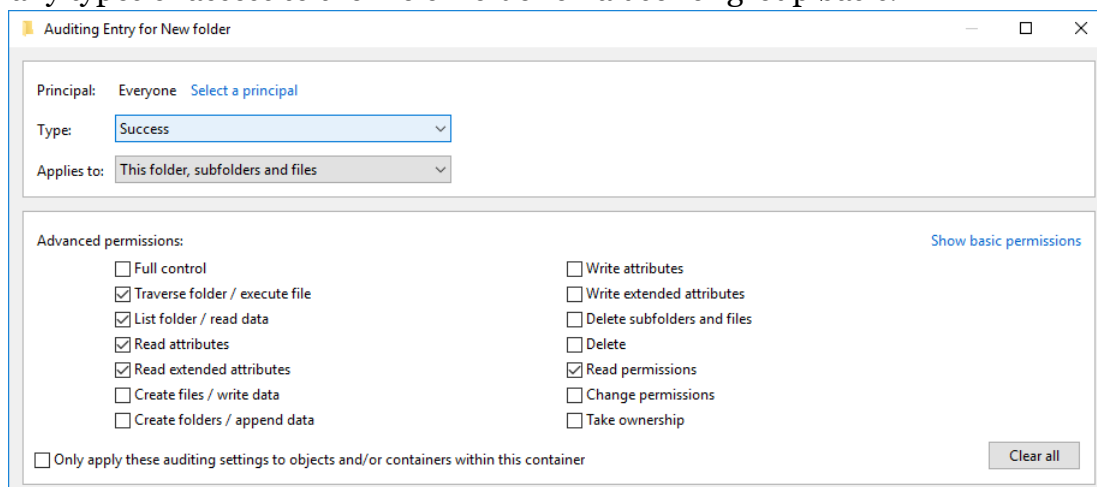 Auditing Entry for New folder
Principal: Everyone Select a principal
Type: Success
Applies to: This folder, subfolders and files
Advanced permissions: Show basic permissions
Full control Write attributes
Traverse folder / execute file Write extended attributes
List folder / read data Delete subfolders and files
Read attributes Delete
Read extended attributes Read permissions
Create files / write data Change permissions
Create folders / append data Take ownership
Only apply these auditing settings to objects and/or containers within this container Clear all